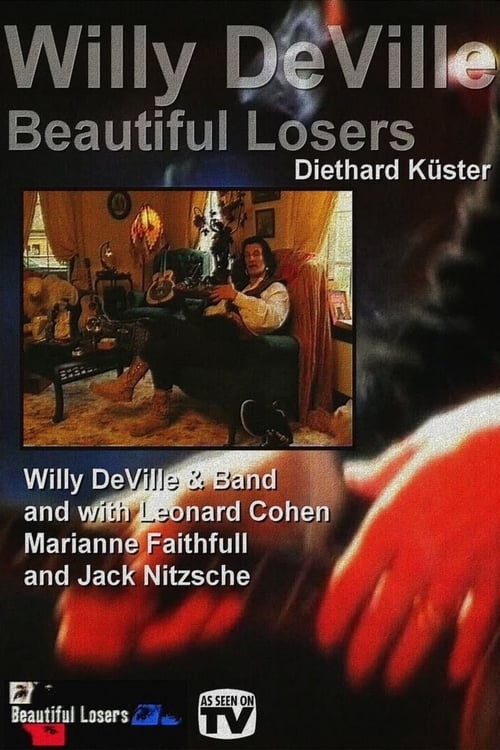 Willy DeVille
Beautiful Losers
Diethard Küster
Willy DeVille & Band
and with Leonard Cohen
Marianne Faithfull
and Jack Nitzsche
Beautiful Losers
AS SEEN ON
TV